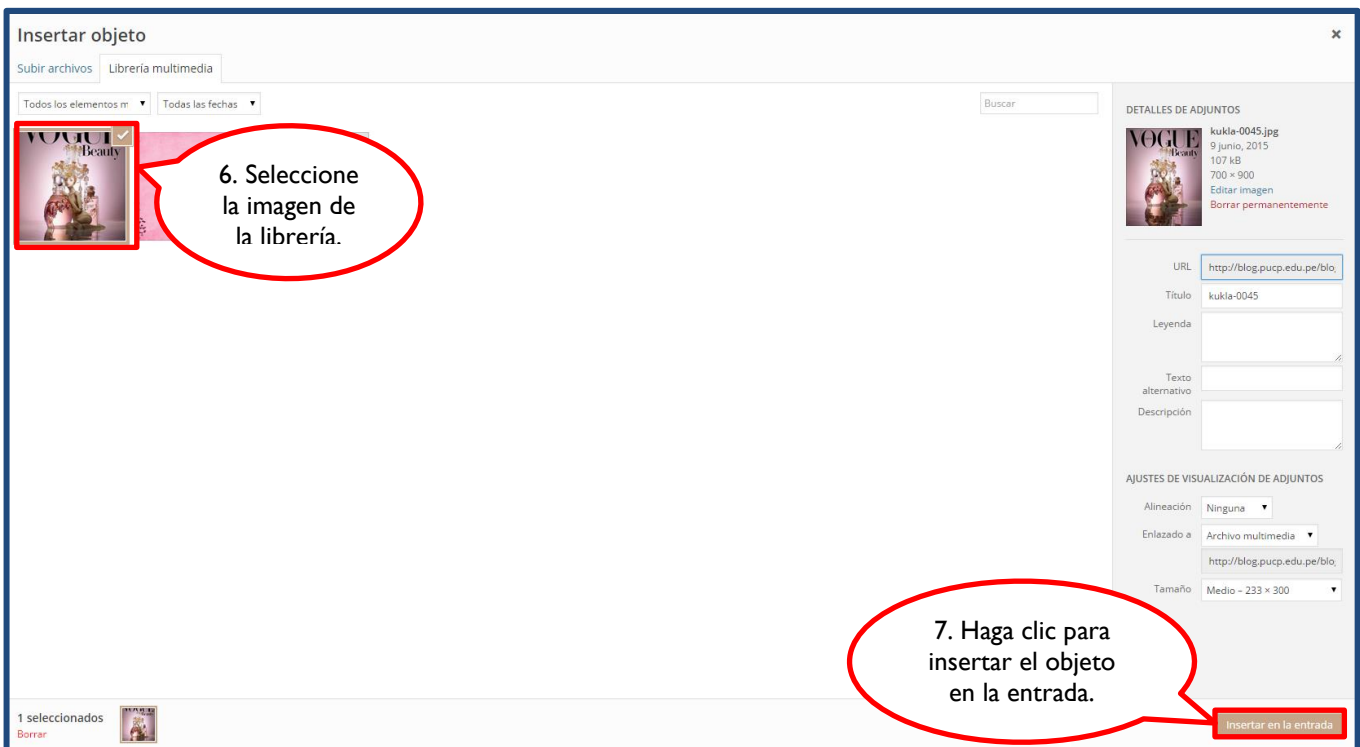 Insertar objeto
×
Subir archivos
Librería multimedia
Todos los elementos m
Todas las fechas
Buscar
VOGUE
Beauty
6. Seleccione
la imagen de
la librería.
DETALLES DE ADJUNTOS
VOGUE
Beauty
kukla-0045.jpg
9 junio, 2015
107 kB
700 × 900
Editar imagen
Borrar permanentemente
URL
http://blog.pucp.edu.pe/blo
Título
kukla-0045
Leyenda
Texto
alternativo
Descripción
AJUSTES DE VISUALIZACIÓN DE ADJUNTOS
Alineación
Ninguna
Enlazado a
Archivo multimedia
http://blog.pucp.edu.pe/blo
Tamaño
Medio – 233 × 300
7. Haga clic para
insertar el objeto
en la entrada.
1 seleccionados
Borrar
Insertar en la entrada